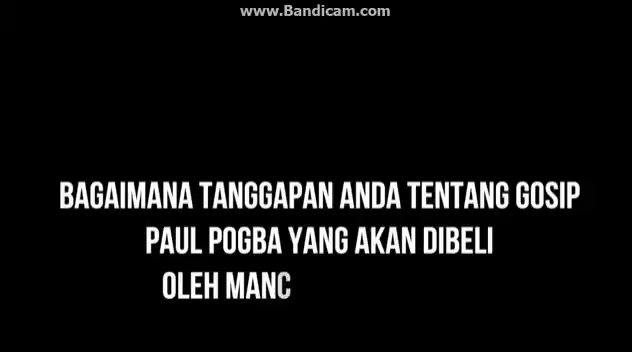 www.Bandicam.com
BAGAIMANA TANGGAPAN ANDA TENTANG GOSIP
PAUL POGBA YANG AKAN DIBELI
OLEH MANC